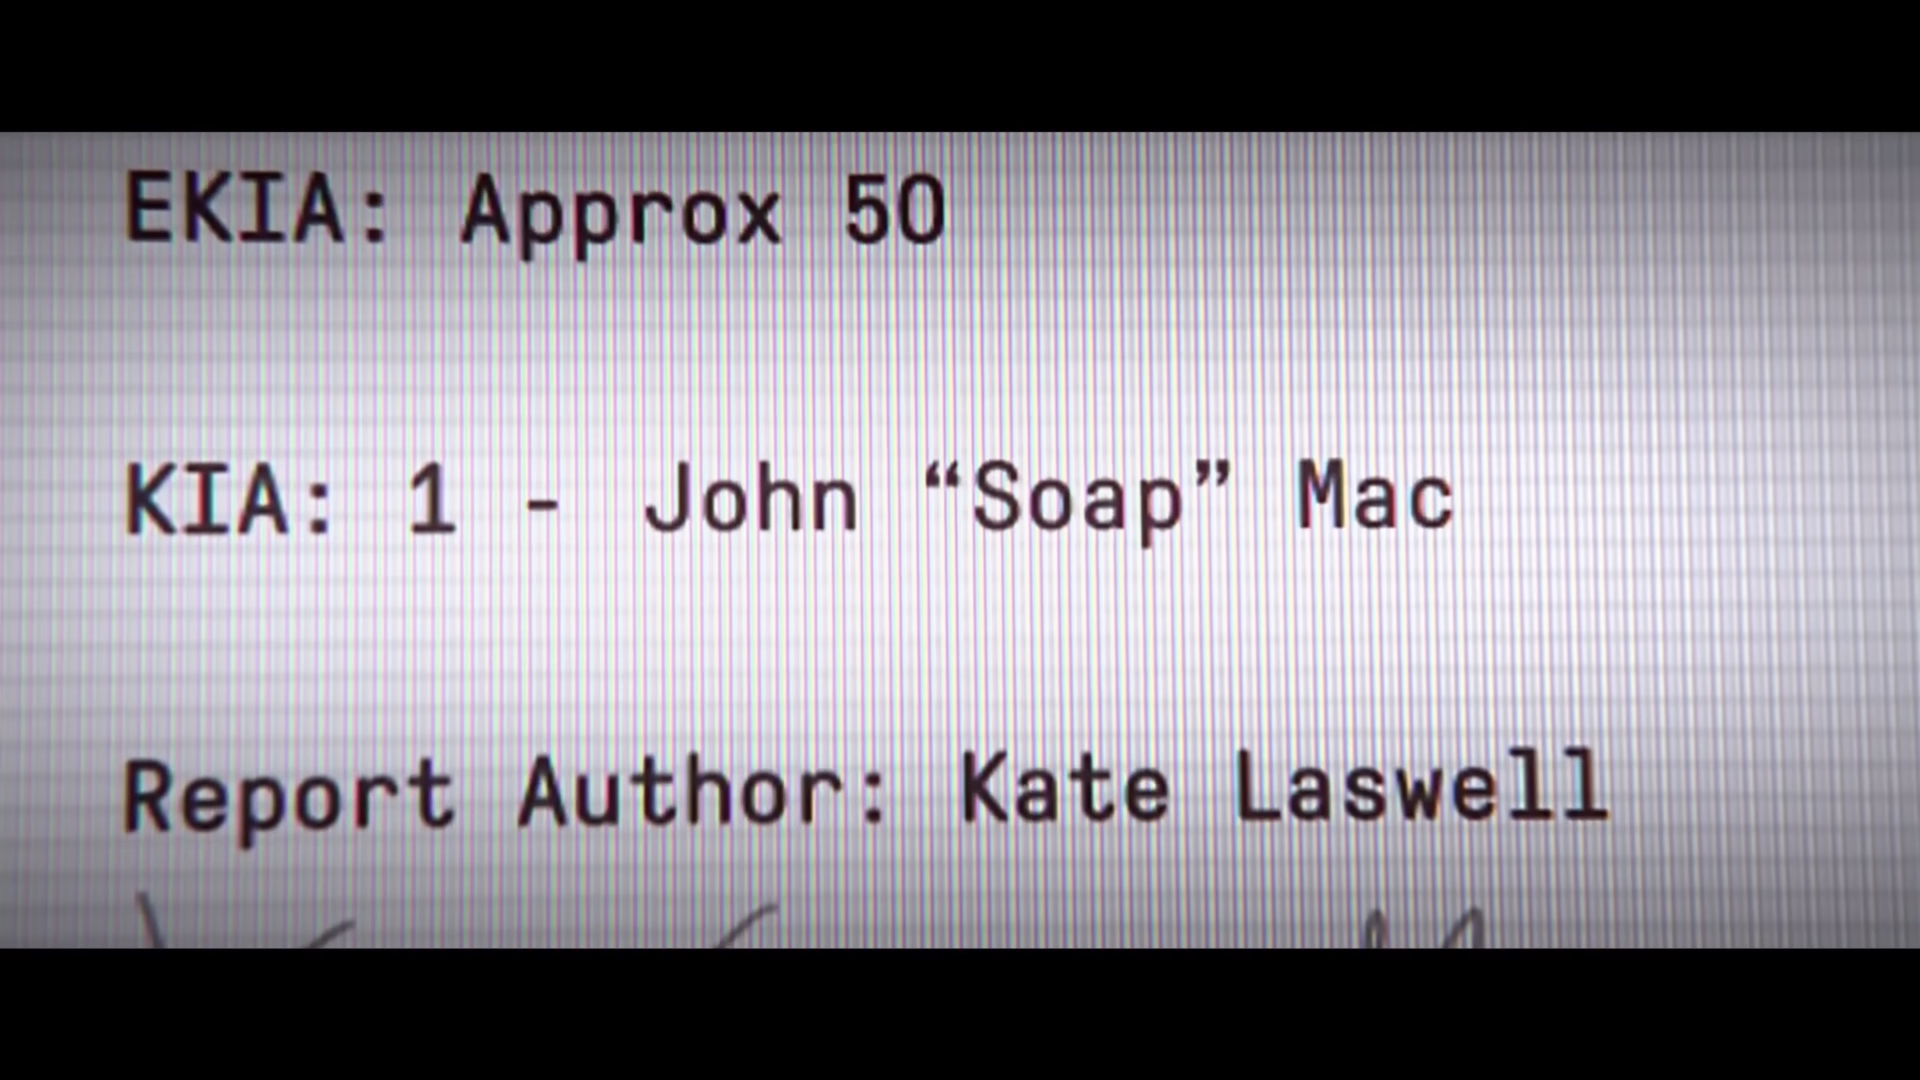 EKIA: Approx 50
KIA: 1 - John “Soap” Mac
Report Author: Kate Laswell